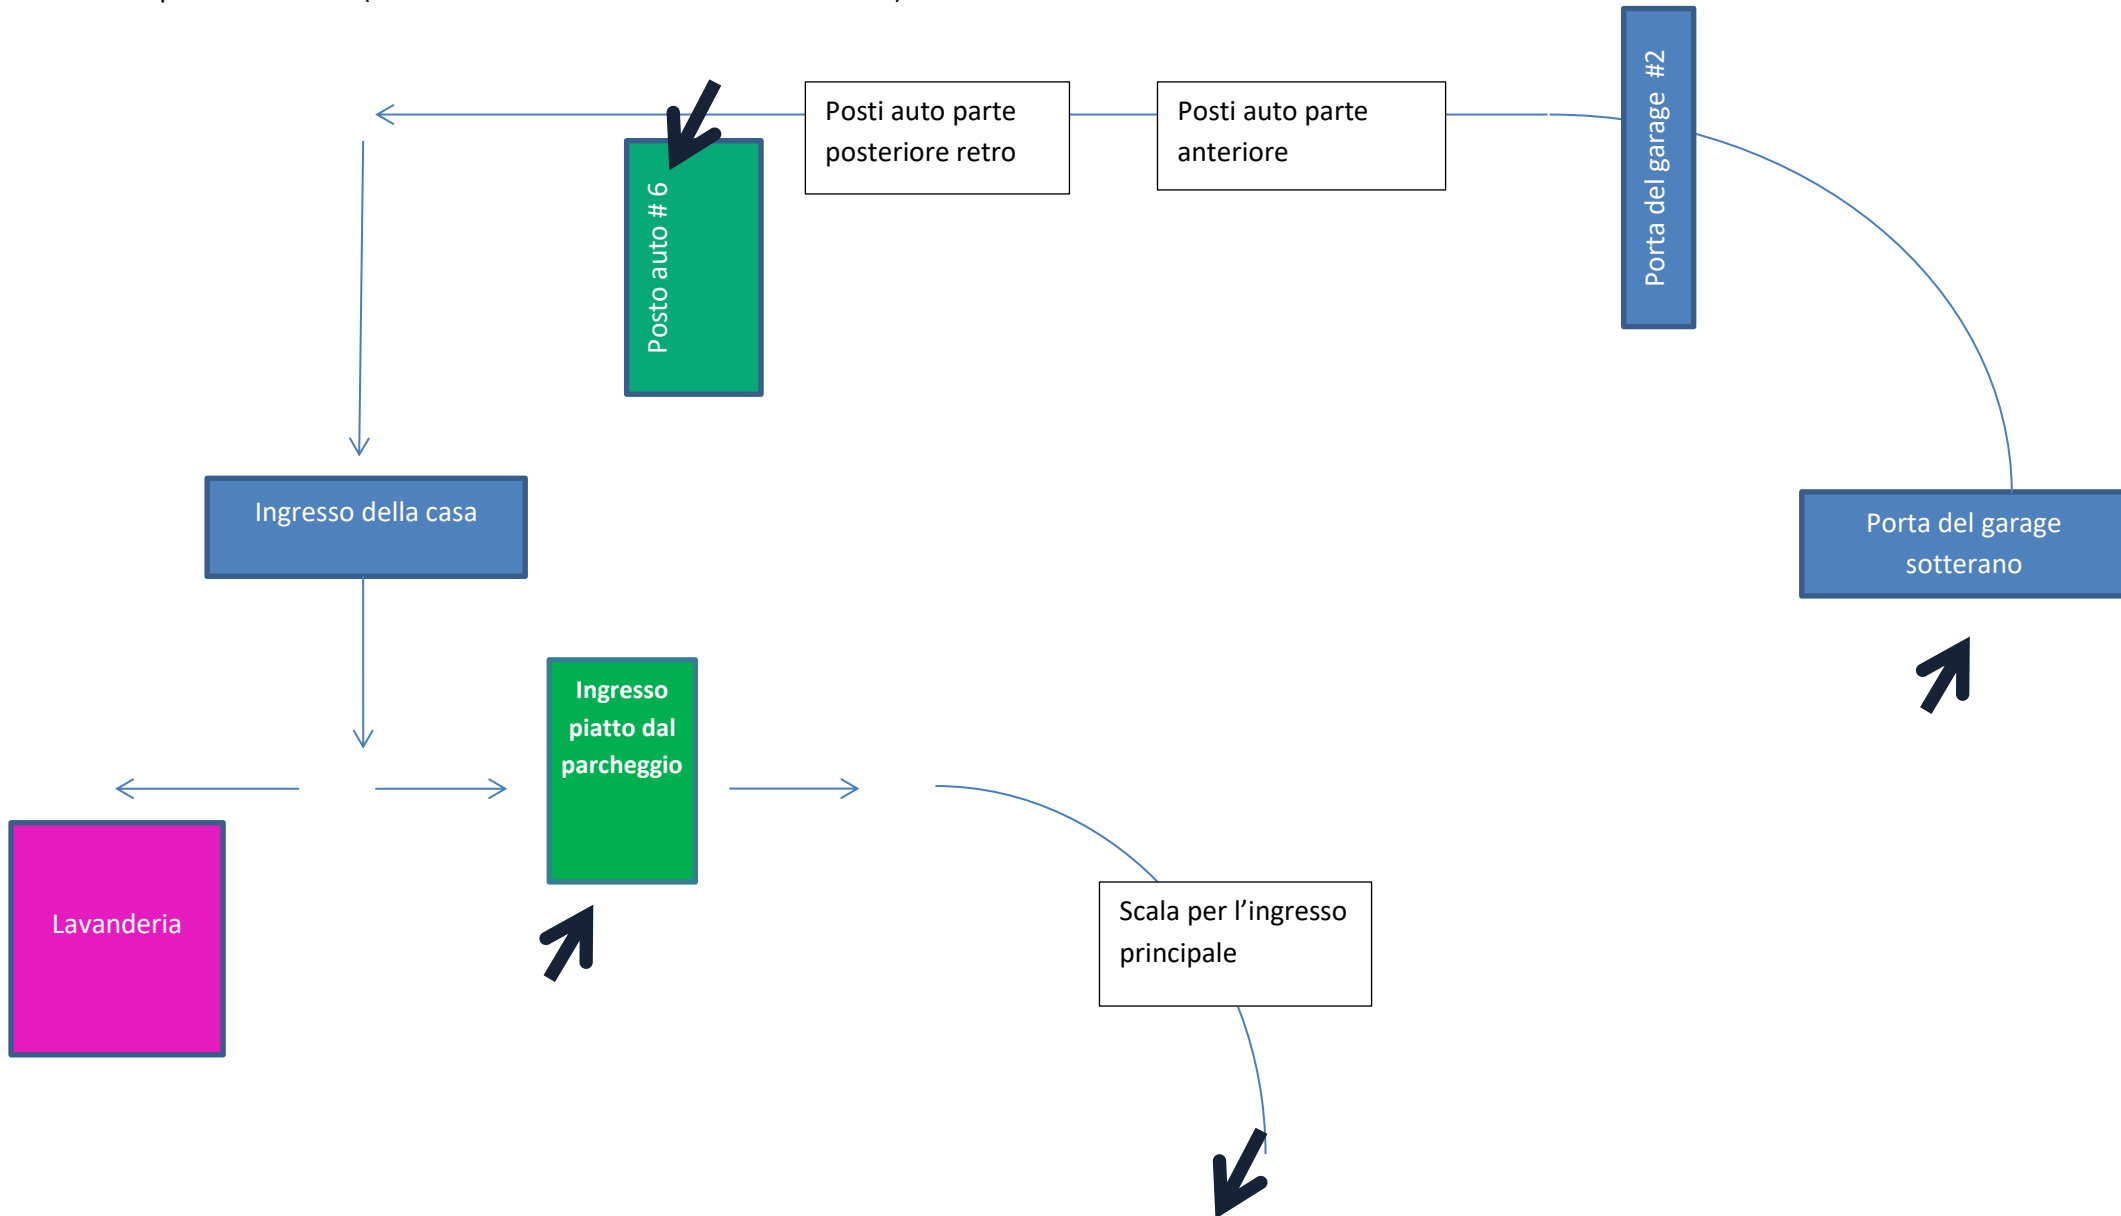 Porta del garage #2
Posti auto parte
posteriore retro
Posti auto parte
anteriore
Posto auto # 6
Ingresso della casa
Porta del garage
sotterano
Ingresso
piatto dal
parcheggio
Lavanderia
Scala per l’ingresso
principale